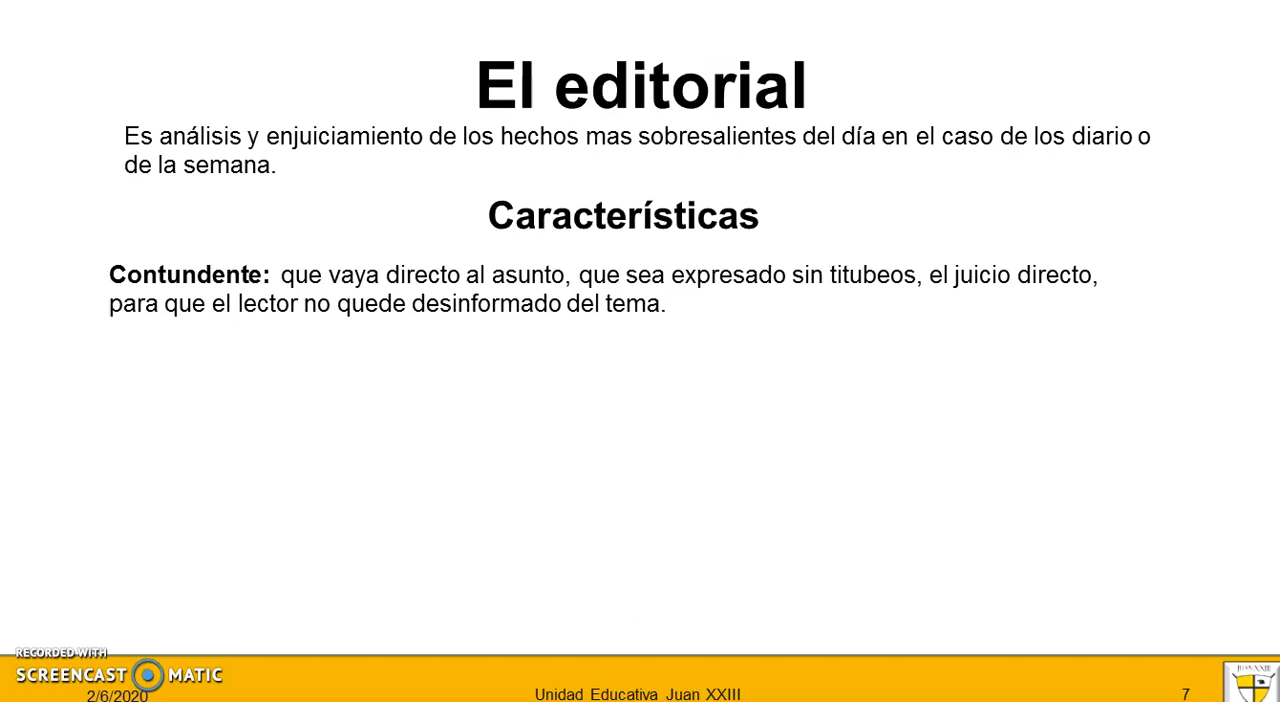 El editorial
Es análisis y enjuiciamiento de los hechos mas sobresalientes del día en el caso de los diario o
de la semana.
Características
Contundente: que vaya directo al asunto, que sea expresado sin titubeos, el juicio directo,
para que el lector no quede desinformado del tema.
RECORDED WITH
SCREENCAST MATIC
2/6/2020
Unidad Educativa Juan XXIII
7
JUAN XXIII